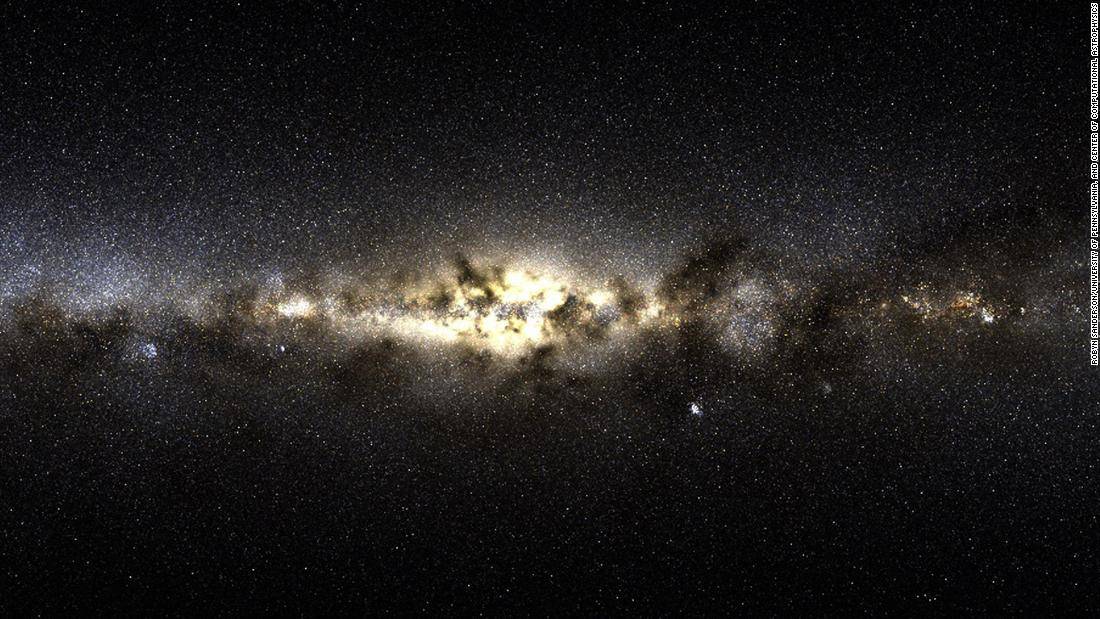 ROBYN SANDERSON/UNIVERSITY OF PENNSYLVANIA, AND CENTER OF COMPUTATIONAL ASTROPHYSICS